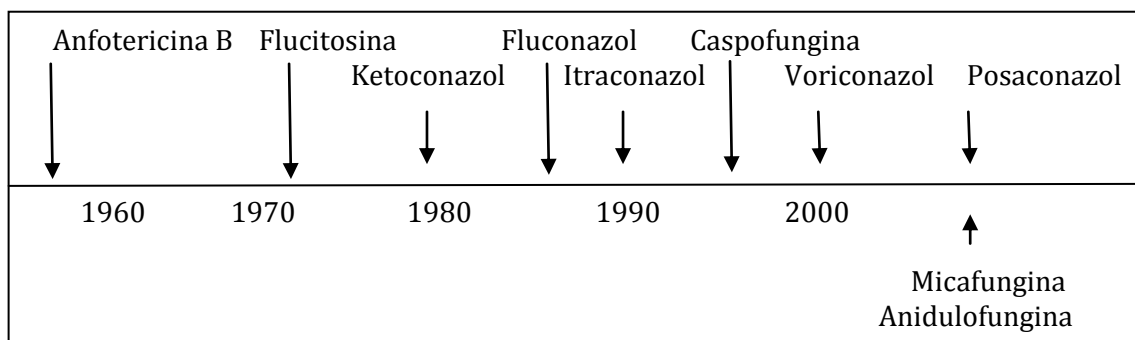 Anfotericina B Flucitosina Fluconazol Caspofungina
Ketoconazol Itraconazol Voriconazol Posaconazol
1960 1970 1980 1990 2000
Micafungina
Anidulofungina